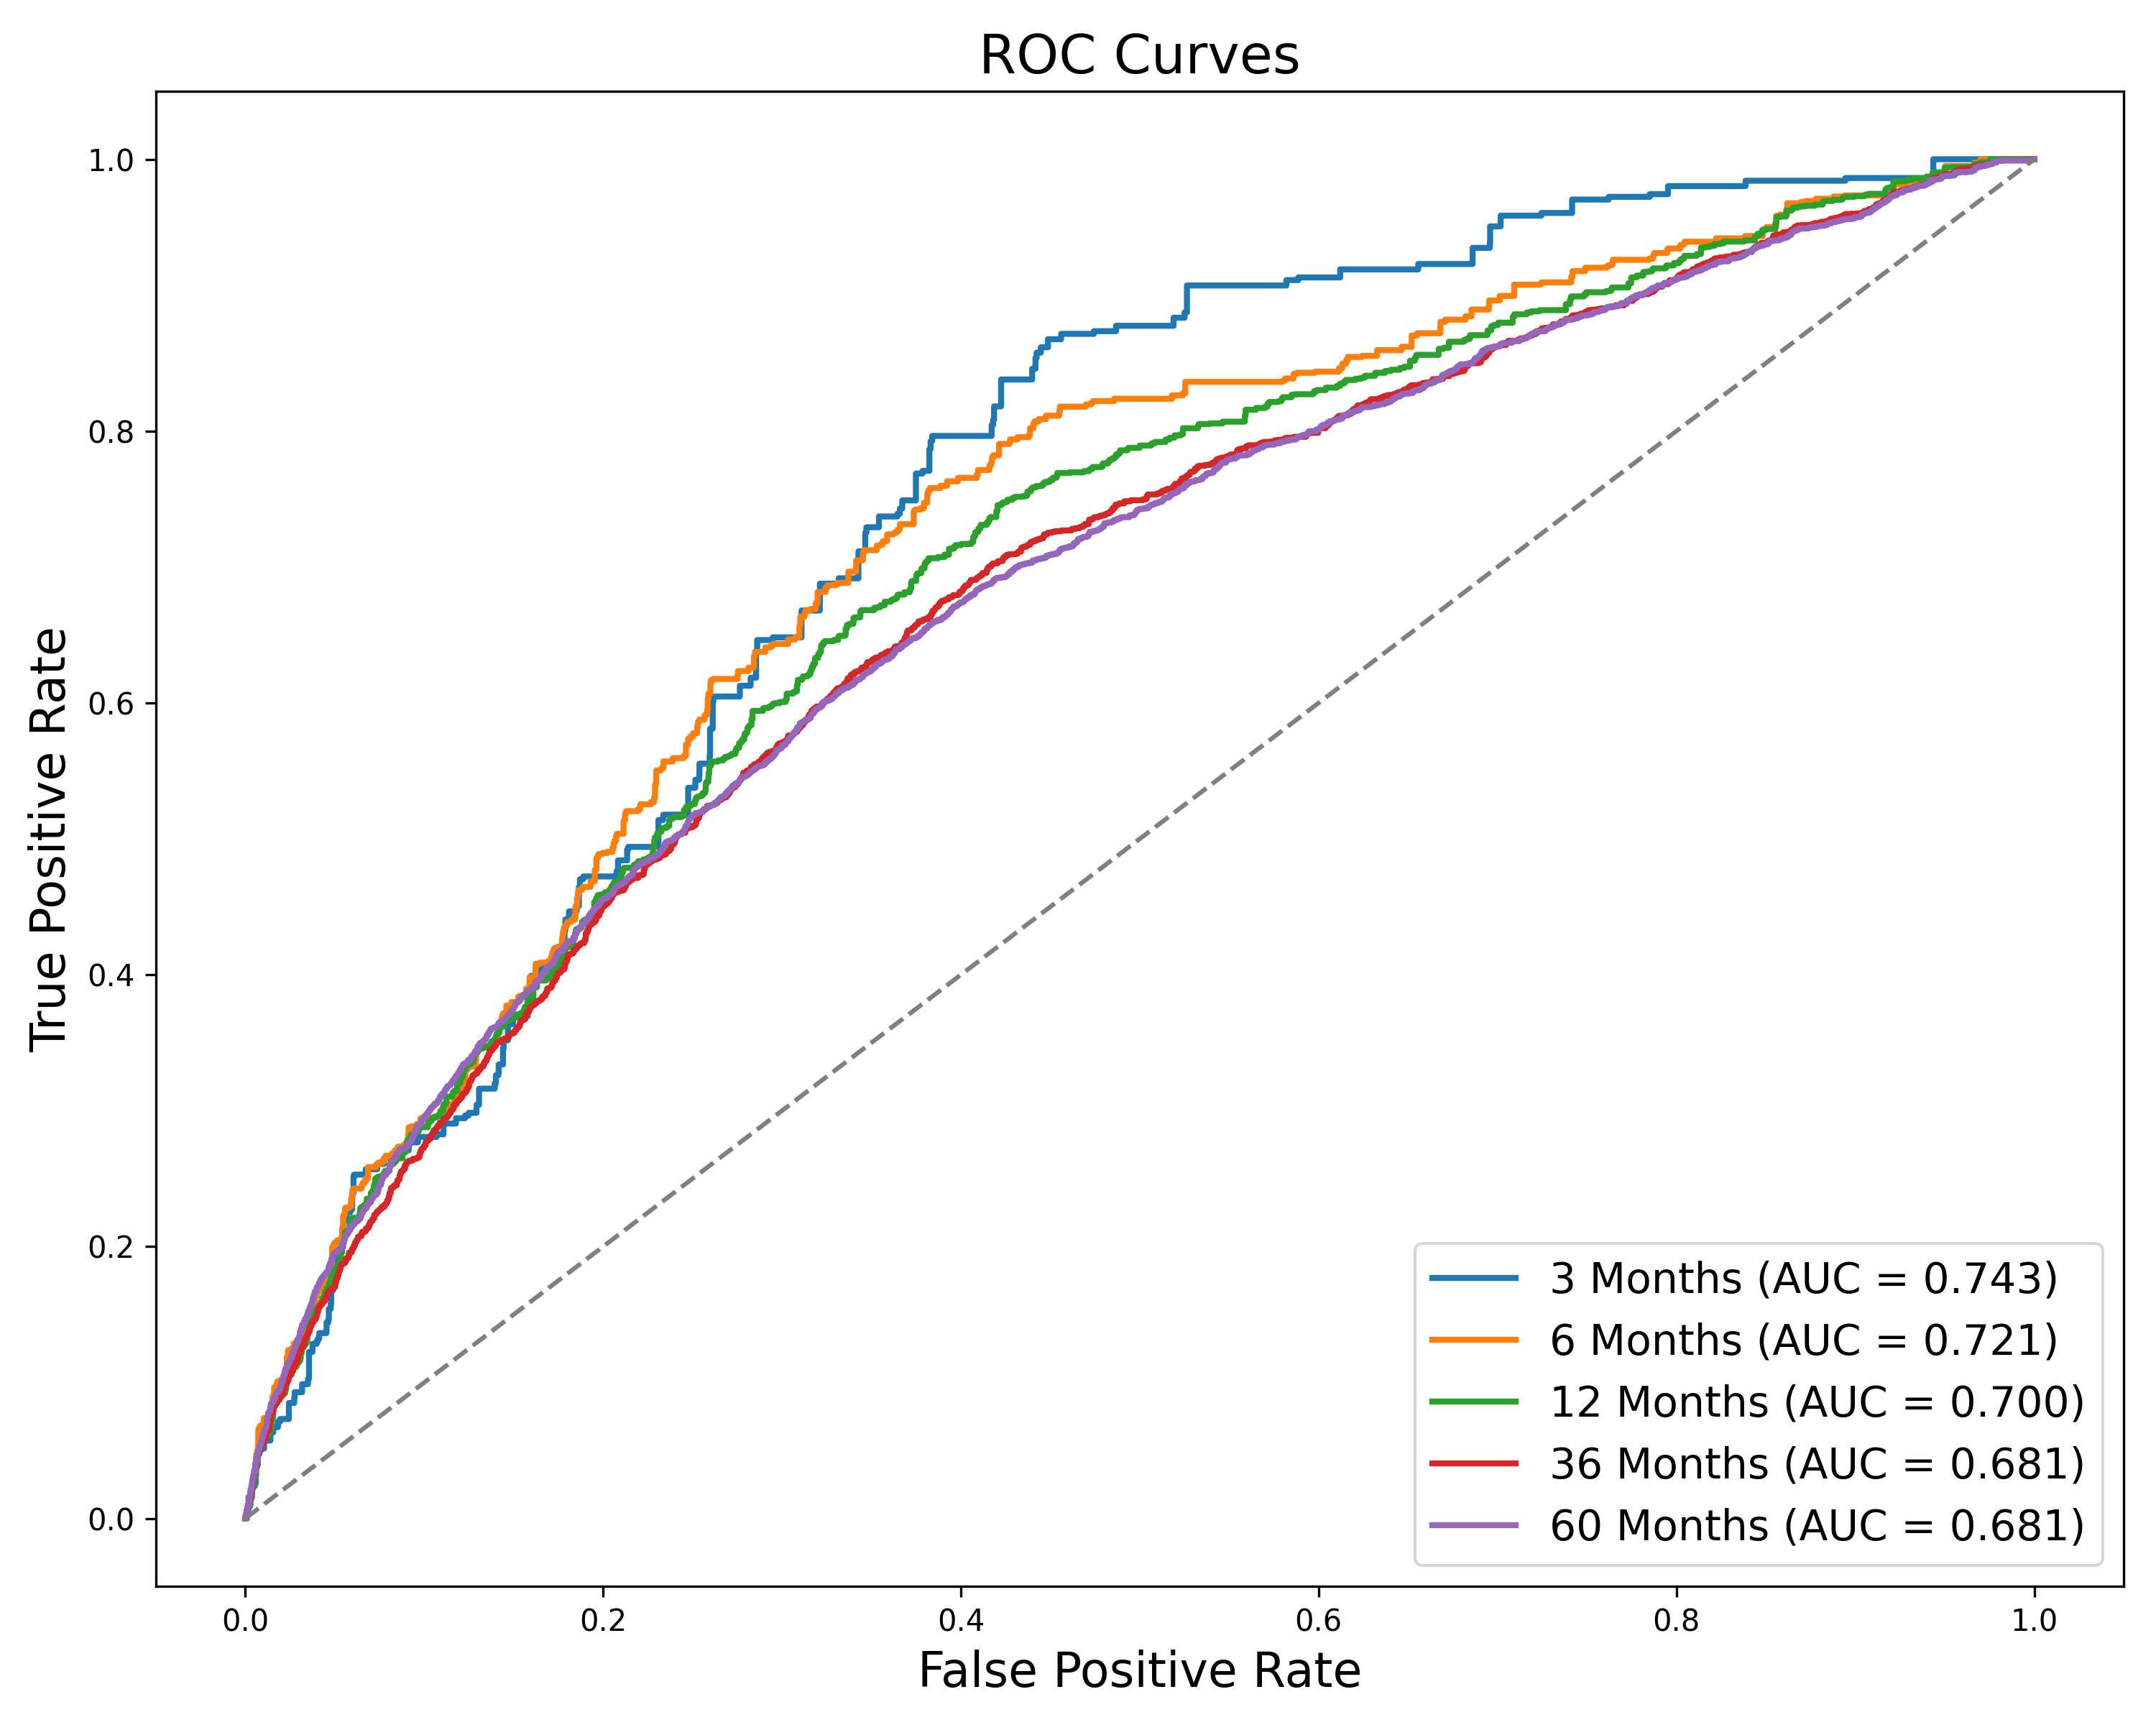 ROC Curves
True Positive Rate
1.0
0.8
0.6
0.4
0.2
0.0
0.0 0.2 0.4 0.6 0.8 1.0
False Positive Rate
3 Months (AUC = 0.743)
6 Months (AUC = 0.721)
12 Months (AUC = 0.700)
36 Months (AUC = 0.681)
60 Months (AUC = 0.681)